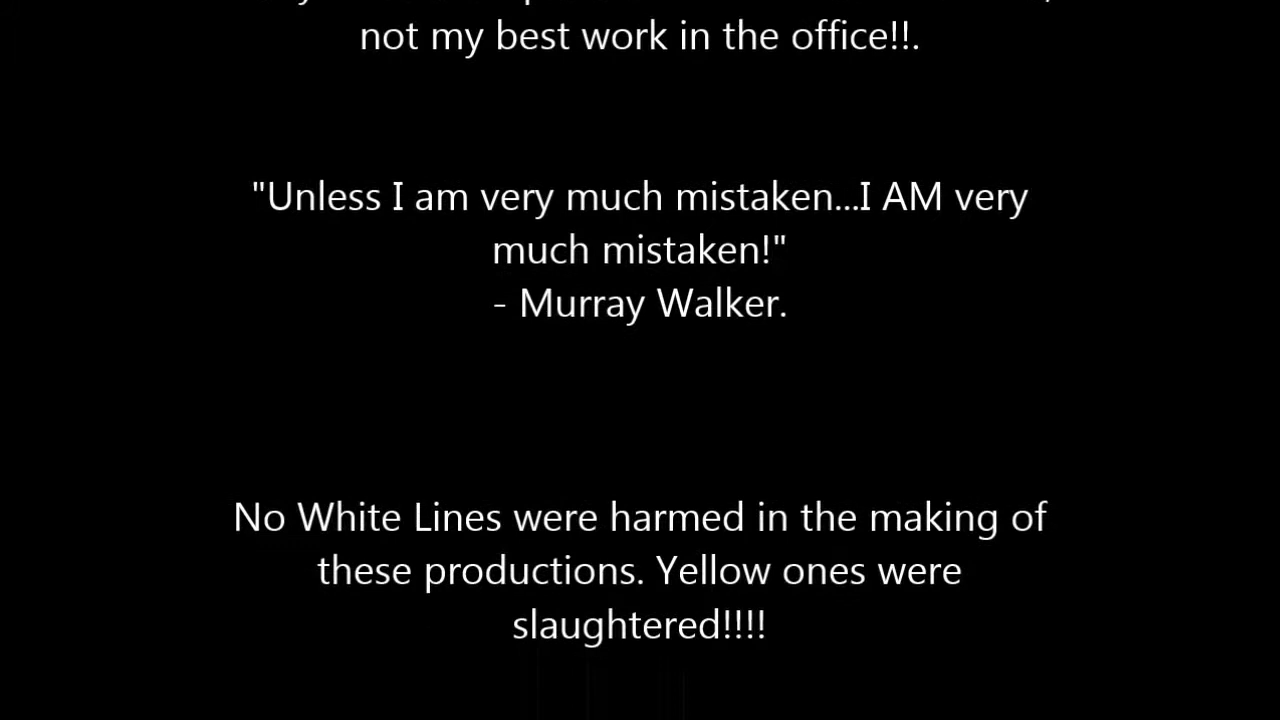 not my best work in the office!!.
"Unless I am very much mistaken...I AM very
much mistaken!"
- Murray Walker.
No White Lines were harmed in the making of
these productions. Yellow ones were
slaughtered!!!!